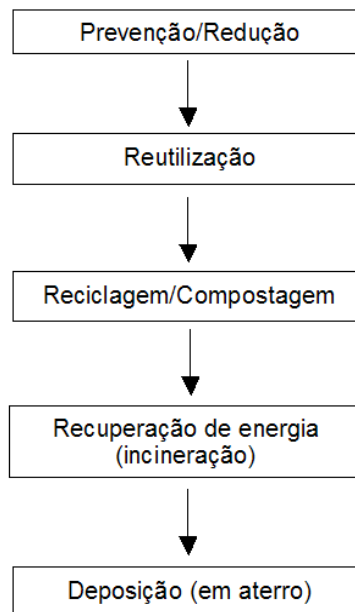 Prevenção/Redução
Reutilização
Reciclagem/Compostagem
Recuperação de energia
(incineração)
Deposição (em aterro)